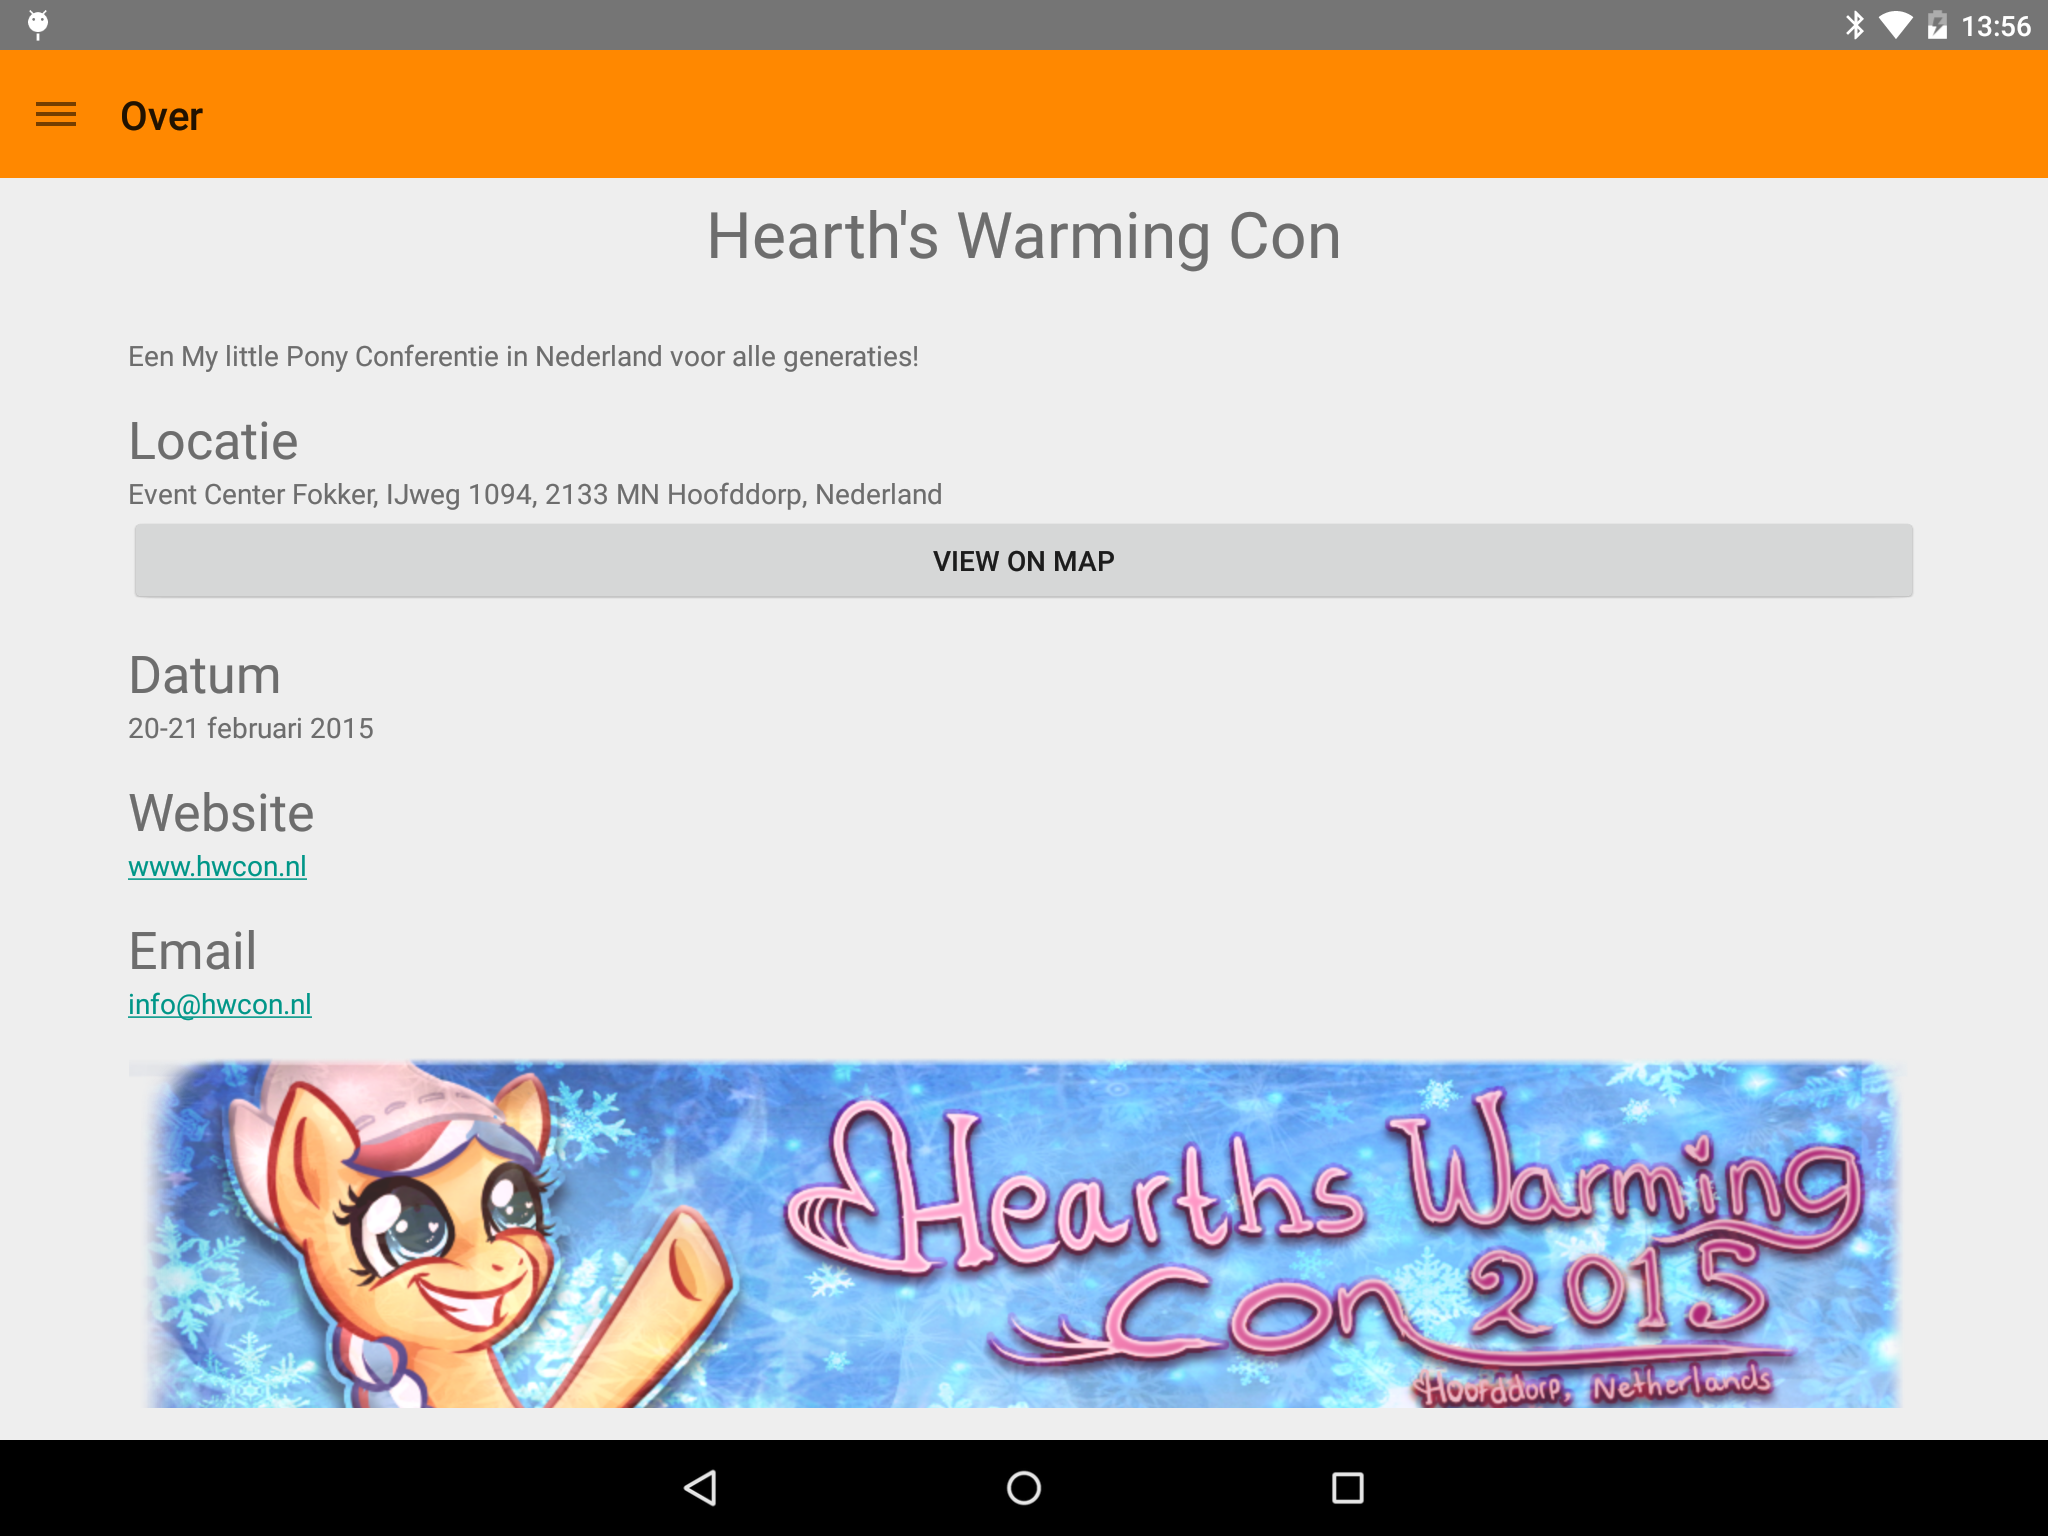 13:56
Over
Hearth's Warming Con
Een My little Pony Conferentie in Nederland voor alle generaties!
Locatie
Event Center Fokker, IJweg 1094, 2133 MN Hoofddorp, Nederland
VIEW ON MAP
Datum
20-21 februari 2015
Website
www.hwcon.nl
Email
info@hwcon.nl
Hearths Warming
Con 2015
Hoofddorp, Netherlands